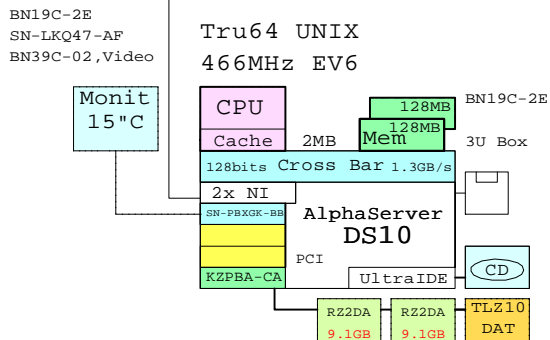 BN19C-2E
SN-LKQ47-AF
BN39C-02,Video
Tru64 UNIX
466MHz EV6
Monit
15"C
CPU
Cache
2MB
128MB
128MB
Mem
BN19C-2E
3U Box
128bits Cross Bar 1.3GB/s
2x NI
SN-PBXGK-BB
AlphaServer
DS10
PCI
KZPBA-CA
UltraIDE
CD
RZ2DA
9.1GB
RZ2DA
9.1GB
TLZ10
DAT